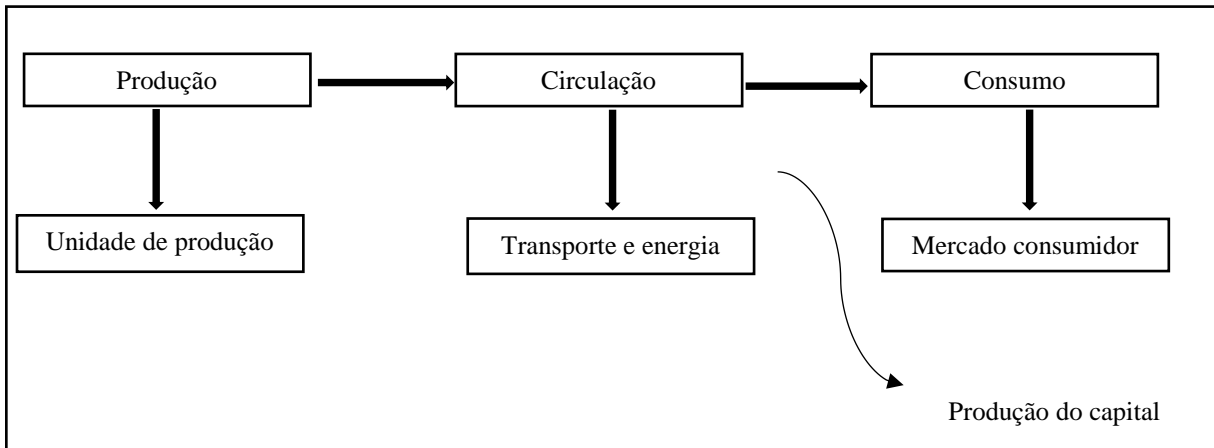 Produção
Circulação
Consumo
Unidade de produção
Transporte e energia
Mercado consumidor
Produção do capital